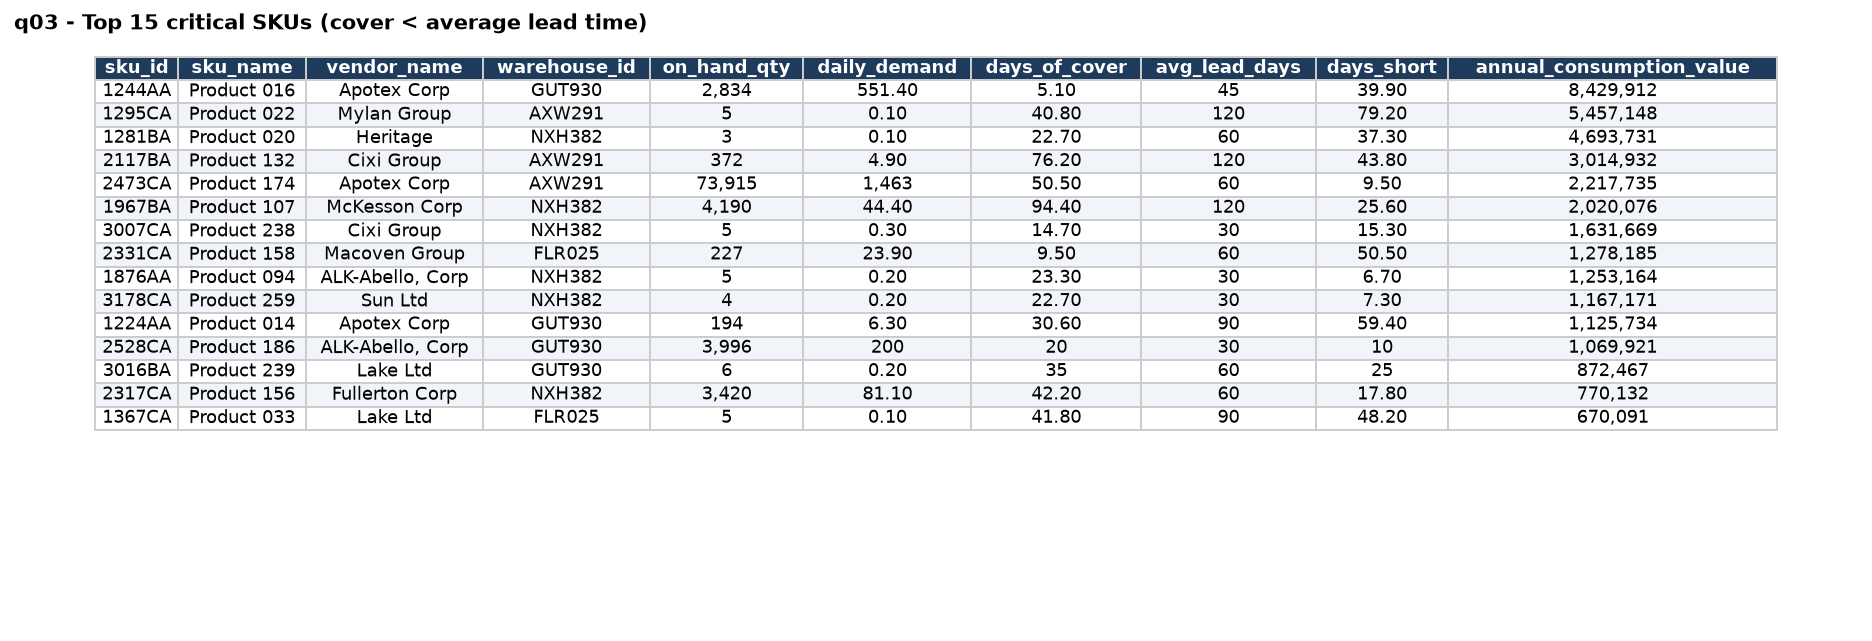 q03 - Top 15 critical SKUs (cover < average lead time)
sku_id sku_name vendor_name warehouse_id on_hand_qty daily_demand days_of_cover avg_lead_days days_short annual_consumption_value
1244AA Product 016 Apotex Corp GUT930 2,834 551.40 5.10 45 39.90 8,429,912
1295CA Product 022 Mylan Group AXW291 5 0.10 40.80 120 79.20 5,457,148
1281BA Product 020 Heritage NXH382 3 0.10 22.70 60 37.30 4,693,731
2117BA Product 132 Cixi Group AXW291 372 4.90 76.20 120 43.80 3,014,932
2473CA Product 174 Apotex Corp AXW291 73,915 1,463 50.50 60 9.50 2,217,735
1967BA Product 107 McKesson Corp NXH382 4,190 44.40 94.40 120 25.60 2,020,076
3007CA Product 238 Cixi Group NXH382 5 0.30 14.70 30 15.30 1,631,669
2331CA Product 158 Macoven Group FLR025 227 23.90 9.50 60 50.50 1,278,185
1876AA Product 094 ALK-Abello, Corp NXH382 5 0.20 23.30 30 6.70 1,253,164
3178CA Product 259 Sun Ltd NXH382 4 0.20 22.70 30 7.30 1,167,171
1224AA Product 014 Apotex Corp GUT930 194 6.30 30.60 90 59.40 1,125,734
2528CA Product 186 ALK-Abello, Corp GUT930 3,996 200 20 30 10 1,069,921
3016BA Product 239 Lake Ltd GUT930 6 0.20 35 60 25 872,467
2317CA Product 156 Fullerton Corp NXH382 3,420 81.10 42.20 60 17.80 770,132
1367CA Product 033 Lake Ltd FLR025 5 0.10 41.80 90 48.20 670,091